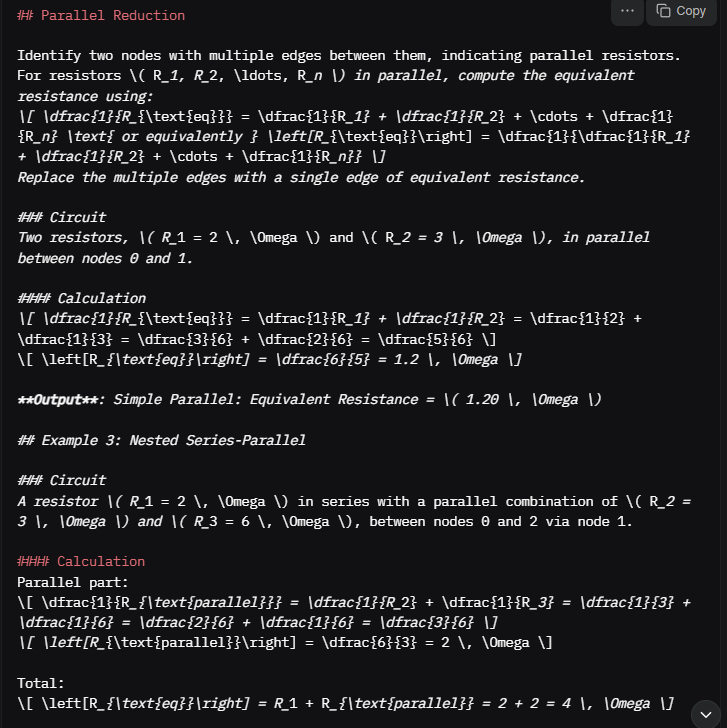 Copy
## Parallel Reduction
Identify two nodes with multiple edges between them, indicating parallel resistors.
For resistors \( R_1, R_2, \ldots, R_n \) in parallel, compute the equivalent
resistance using:
\[ \dfrac{1}{R_{\text{eq}}} = \dfrac{1}{R_1} + \dfrac{1}{R_2} + \cdots + \dfrac{1}
{R_n} \text{ or equivalently } \left[R_{\text{eq}}\right] = \dfrac{1}{\dfrac{1}{R_1}
+ \dfrac{1}{R_2} + \cdots + \dfrac{1}{R_n}} \]
Replace the multiple edges with a single edge of equivalent resistance.
### Circuit
Two resistors, \( R_1 = 2 \, \Omega \) and \( R_2 = 3 \, \Omega \), in parallel
between nodes 0 and 1.
#### Calculation
\[ \dfrac{1}{R_{\text{eq}}} = \dfrac{1}{R_1} + \dfrac{1}{R_2} = \dfrac{1}{2} +
\dfrac{1}{3} = \dfrac{3}{6} + \dfrac{2}{6} = \dfrac{5}{6} \]
\[ \left[R_{\text{eq}}\right] = \dfrac{6}{5} = 1.2 \, \Omega \]
**Output**: Simple Parallel: Equivalent Resistance = \( 1.20 \, \Omega \)
## Example 3: Nested Series-Parallel
### Circuit
A resistor \( R_1 = 2 \, \Omega \) in series with a parallel combination of \( R_2 =
3 \, \Omega \) and \( R_3 = 6 \, \Omega \), between nodes 0 and 2 via node 1.
#### Calculation
Parallel part:
\[ \dfrac{1}{R_{\text{parallel}}} = \dfrac{1}{R_2} + \dfrac{1}{R_3} = \dfrac{1}{3} +
\dfrac{1}{6} = \dfrac{2}{6} + \dfrac{1}{6} = \dfrac{3}{6} \]
\[ \left[R_{\text{parallel}}\right] = \dfrac{6}{3} = 2 \, \Omega \]
Total:
\[ \left[R_{\text{eq}}\right] = R_1 + R_{\text{parallel}} = 2 + 2 = 4 \, \Omega \]